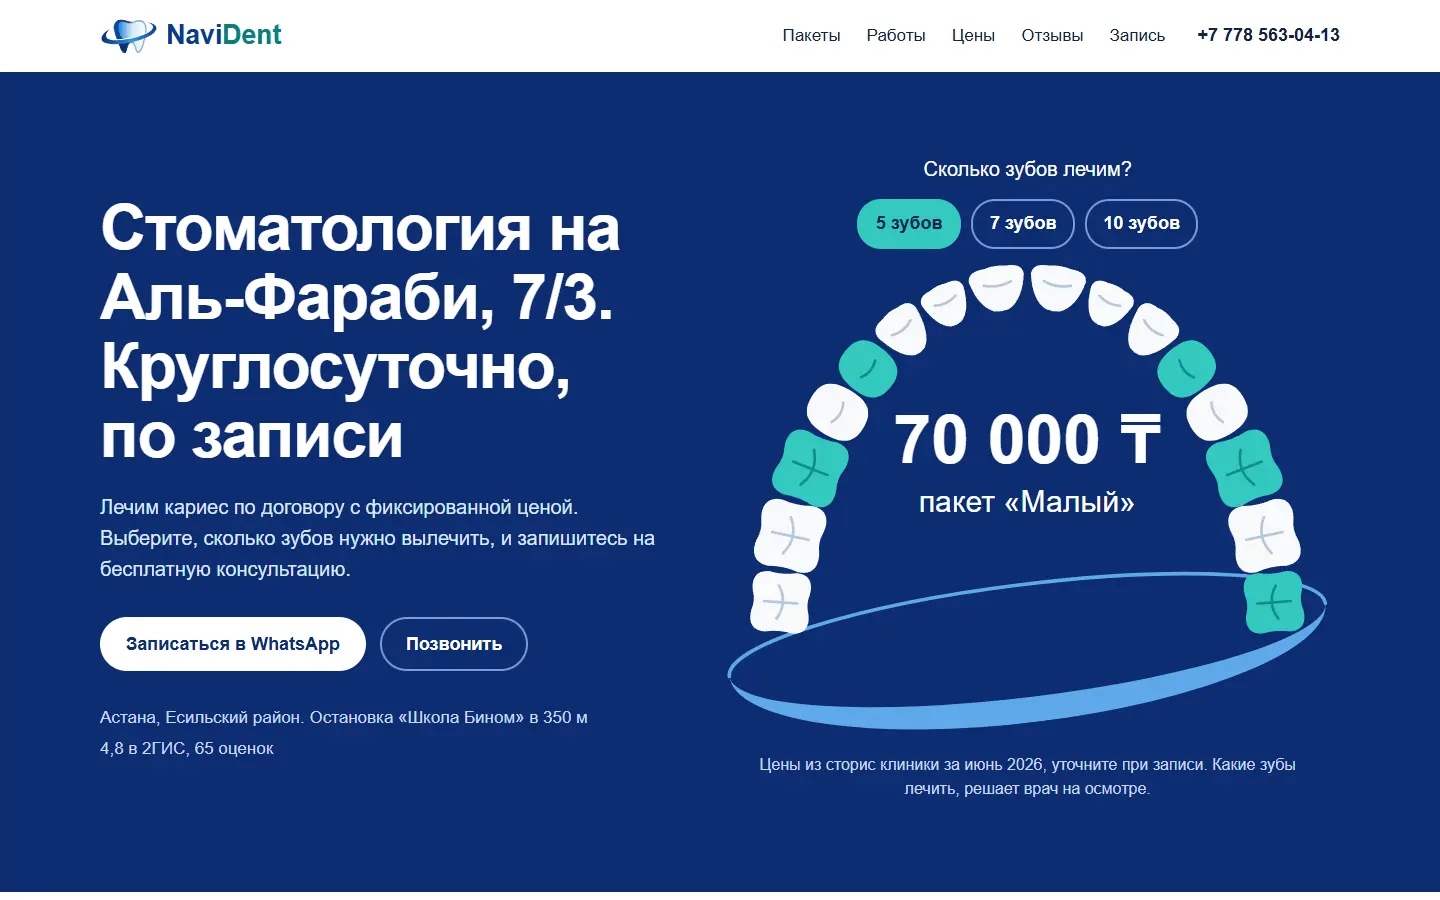 NaviDent
Пакеты Работы Цены Отзывы Запись +7 778 563-04-13
Стоматология на
Аль-Фараби, 7/3.
Круглосуточно,
по записи
Лечим кариес по договору с фиксированной ценой.
Выберите, сколько зубов нужно вылечить, и запишитесь на
бесплатную консультацию.
Записаться в WhatsApp Позвонить
Астана, Есильский район. Остановка «Школа Бином» в 350 м
4,8 в 2ГИС, 65 оценок
Сколько зубов лечим?
5 зубов 7 зубов 10 зубов
70 000 ₸
пакет «Малый»
Цены из сторис клиники за июнь 2026, уточните при записи. Какие зубы
лечить, решает врач на осмотре.